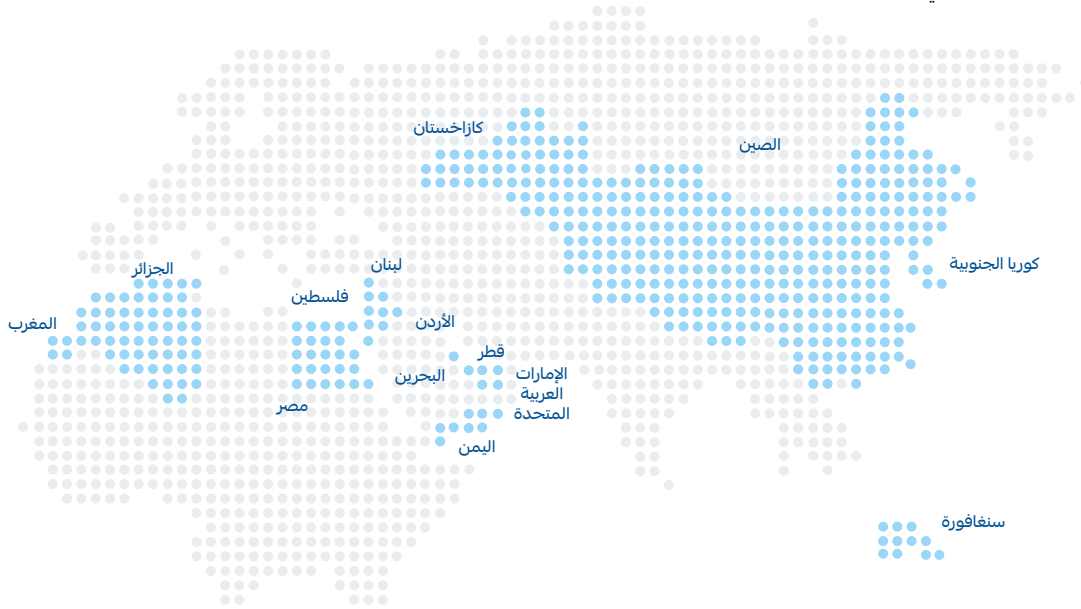 كازاخستان
الصين
كوريا الجنوبية
لبنان
الجزائر
فلسطين
الأردن
المغرب
قطر
الإمارات
العربية
المتحدة
البحرين
مصر
اليمن
سنغافورة